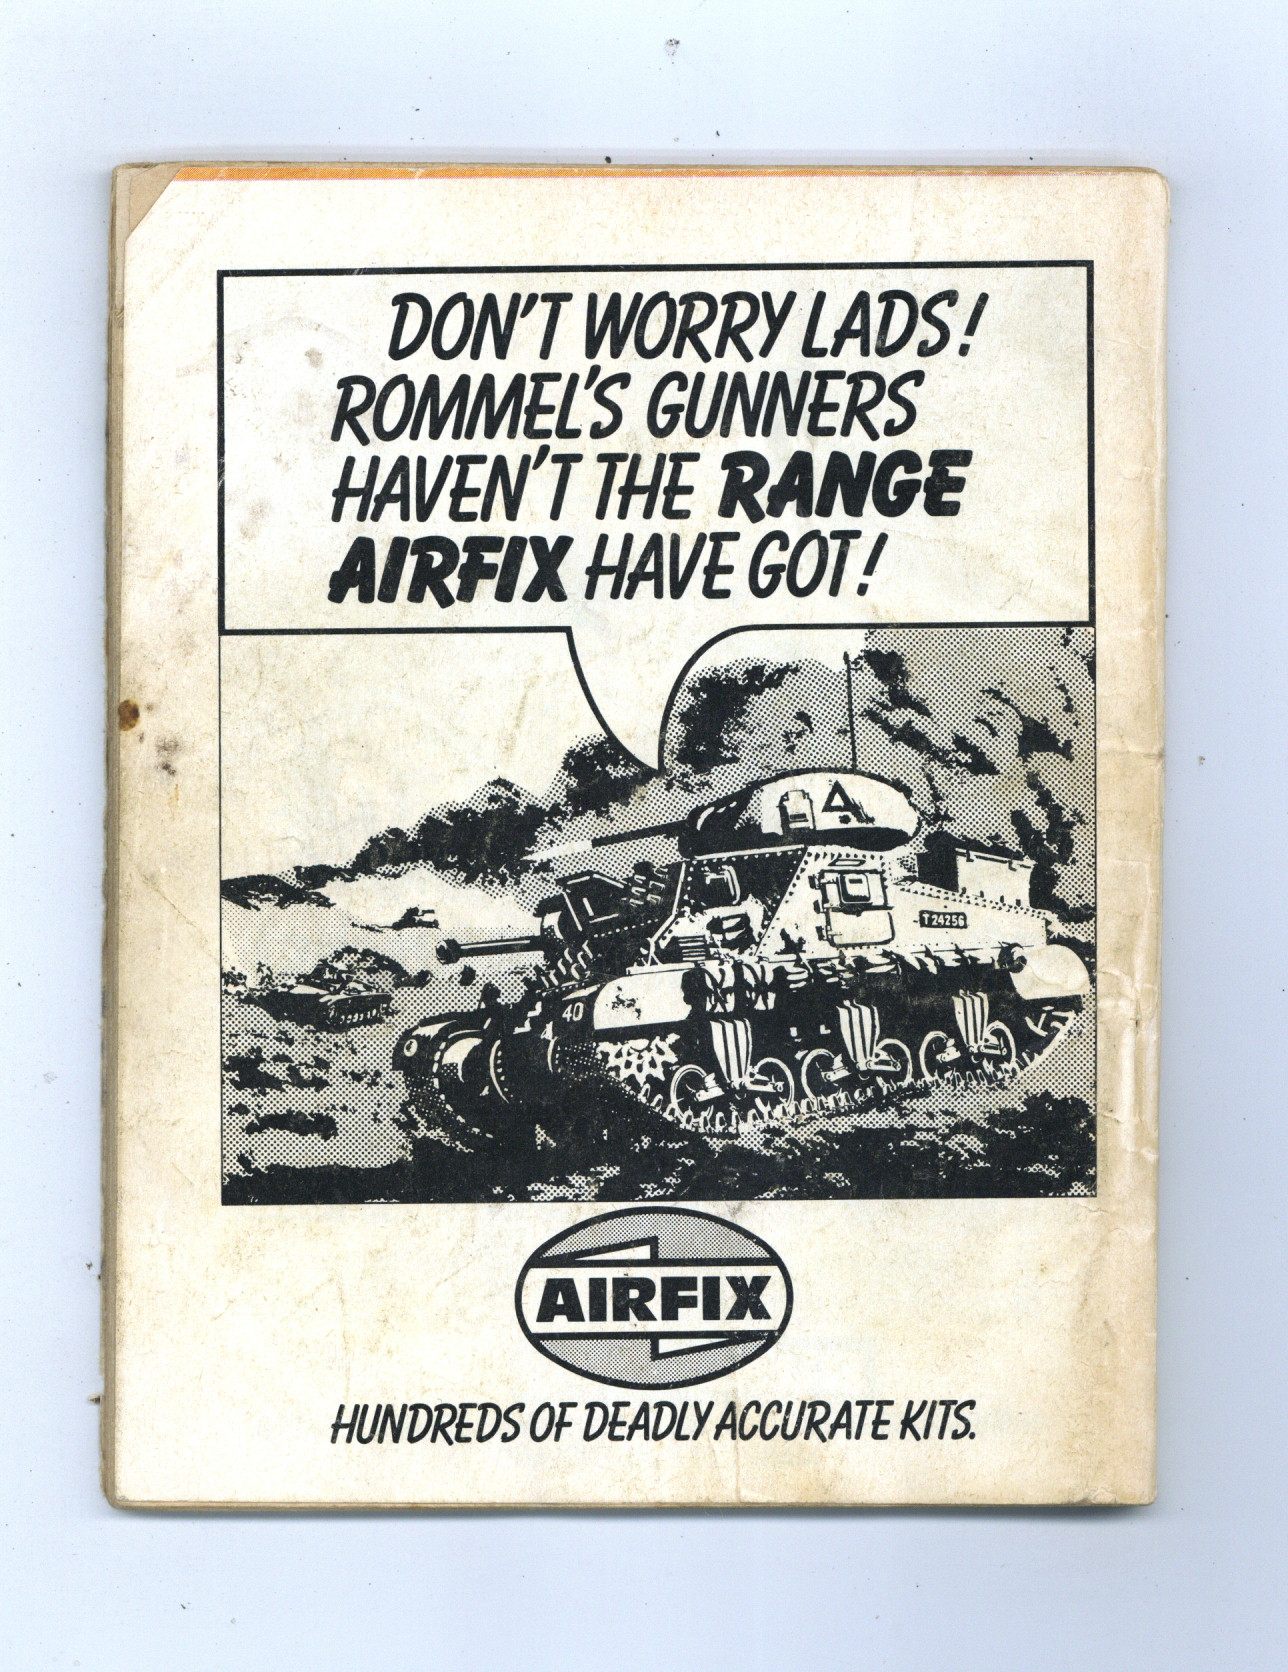 DON'T WORRY LADS!
ROMMEL'S GUNNERS
HAVEN'T THE RANGE
AIRFIX HAVE GOT!
T24256
40
4
AIRFIX
HUNDREDS OF DEADLY ACCURATE KITS.